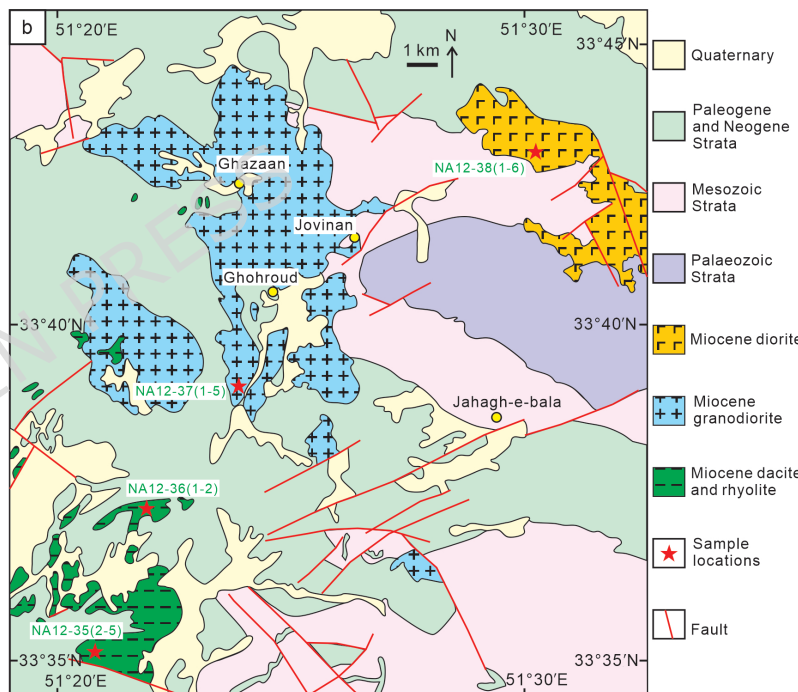 b
51°20′E
51°30′E
33°45′N
1 km
N
Ghazaan
NA12-38(1-6)
Jovinan
Ghohroud
33°40′N
33°40′N
NA12-37(1-5)
Jahagh-e-bala
NA12-36(1-2)
NA12-35(2-5)
33°35′N
33°35′N
51°20′E
51°30′E
Quaternary
Paleogene
and Neogene
Strata
Mesozoic
Strata
Palaeozoic
Strata
Miocene diorite
Miocene
granodiorite
Miocene dacite
and rhyolite
Sample
locations
Fault
EN PRESS